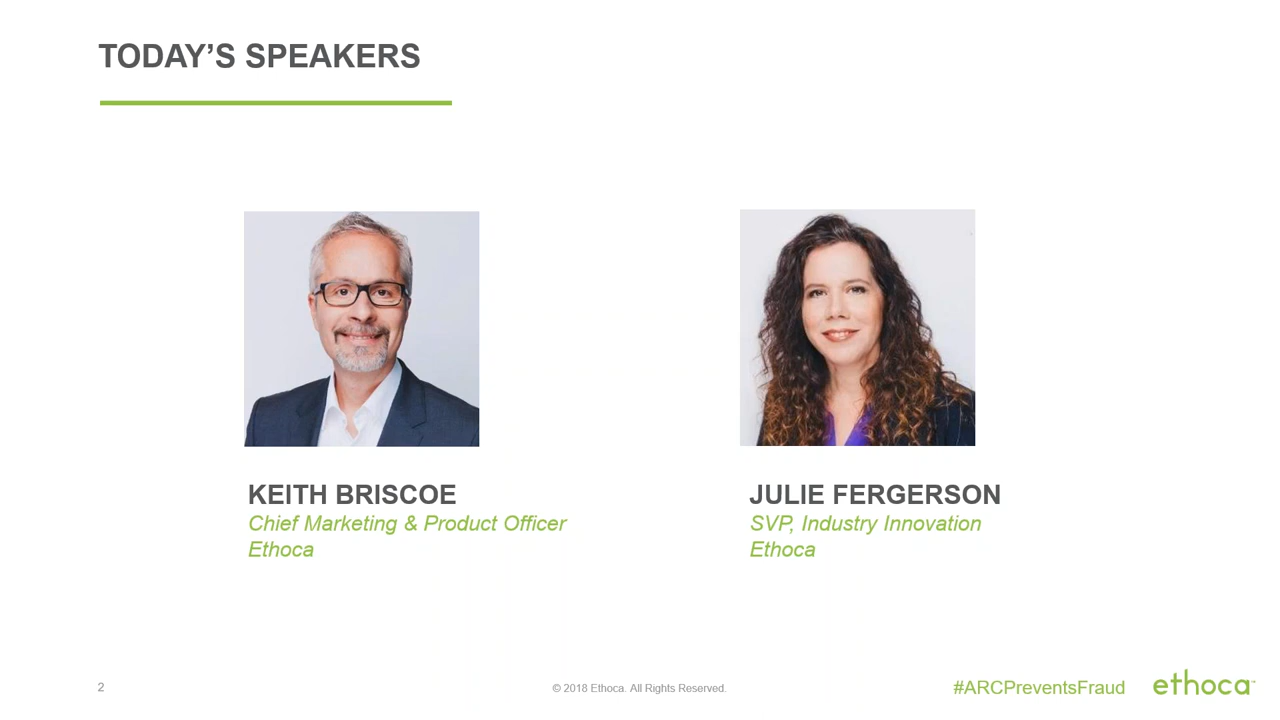 TODAY’S SPEAKERS
KEITH BRISCOE
Chief Marketing & Product Officer
Ethoca
JULIE FERGERSON
SVP, Industry Innovation
Ethoca
2
© 2018 Ethoca. All Rights Reserved.
#ARCPreventsFraud
ethoca™